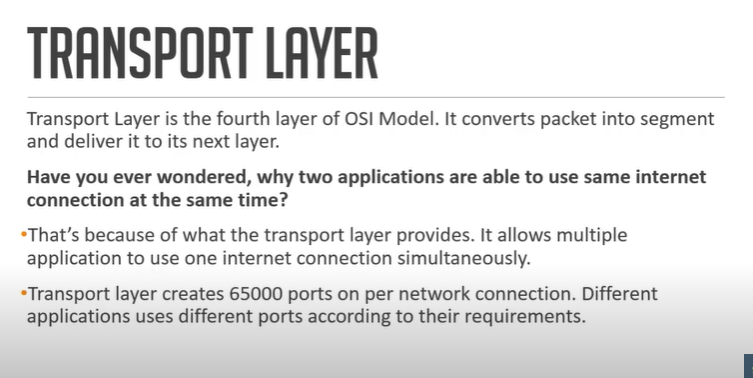 TRANSPORT LAYER
Transport Layer is the fourth layer of OSI Model. It converts packet into segment
and deliver it to its next layer.
Have you ever wondered, why two applications are able to use same internet
connection at the same time?
•That’s because of what the transport layer provides. It allows multiple
application to use one internet connection simultaneously.
•Transport layer creates 65000 ports on per network connection. Different
applications uses different ports according to their requirements.